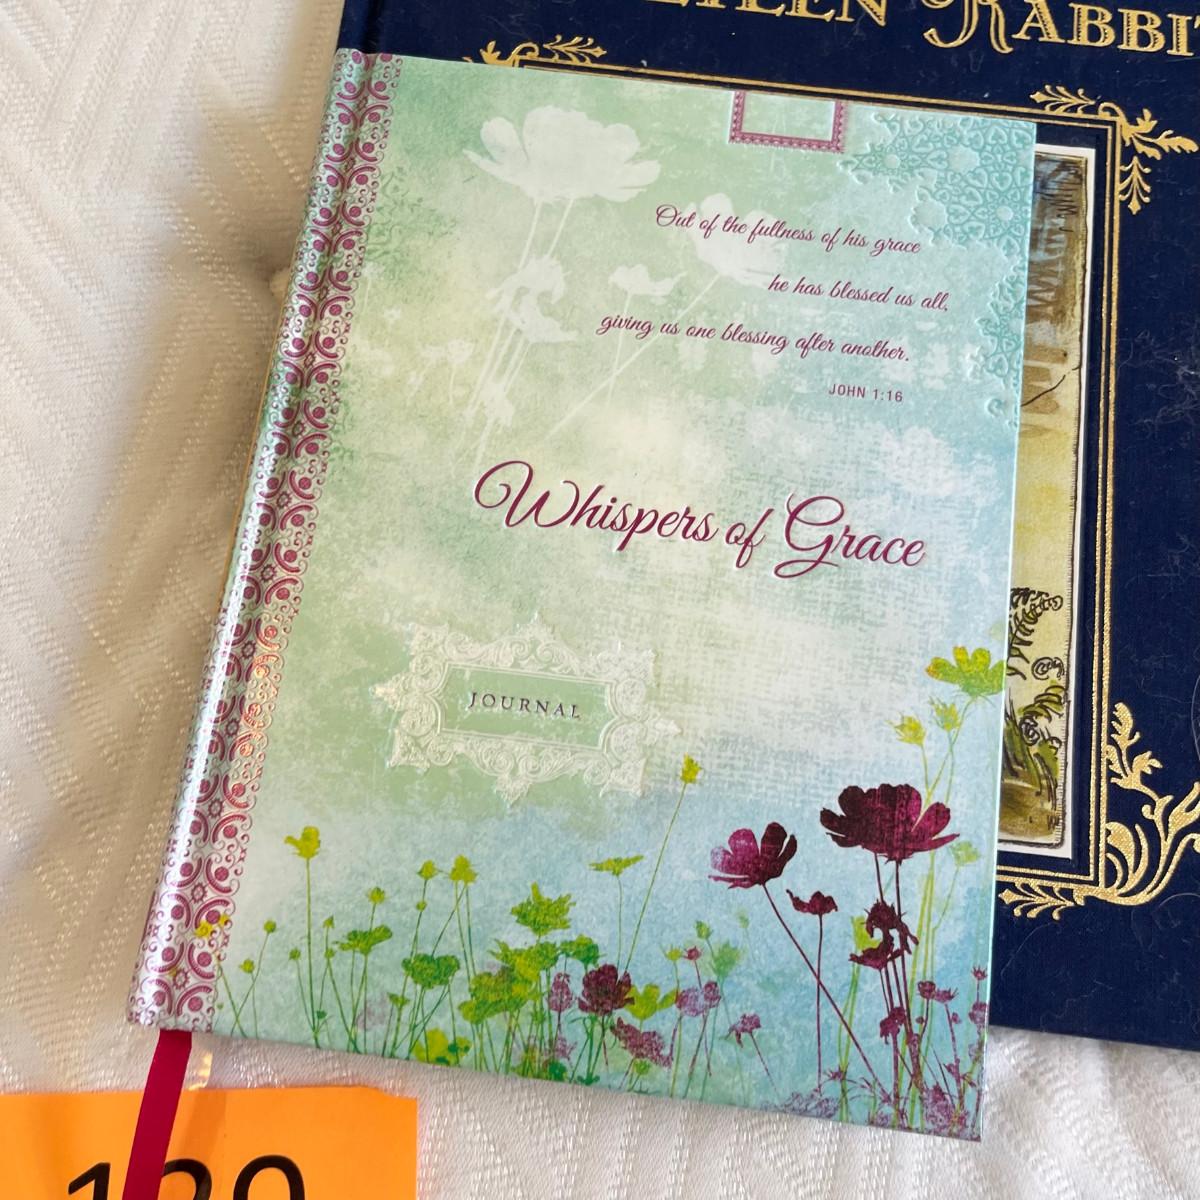 RABBIT
Out of the fullness of his grace
he has blessed us all,
giving us one blessing after another.
JOHN 1:16
Whispers of Grace
JOURNAL